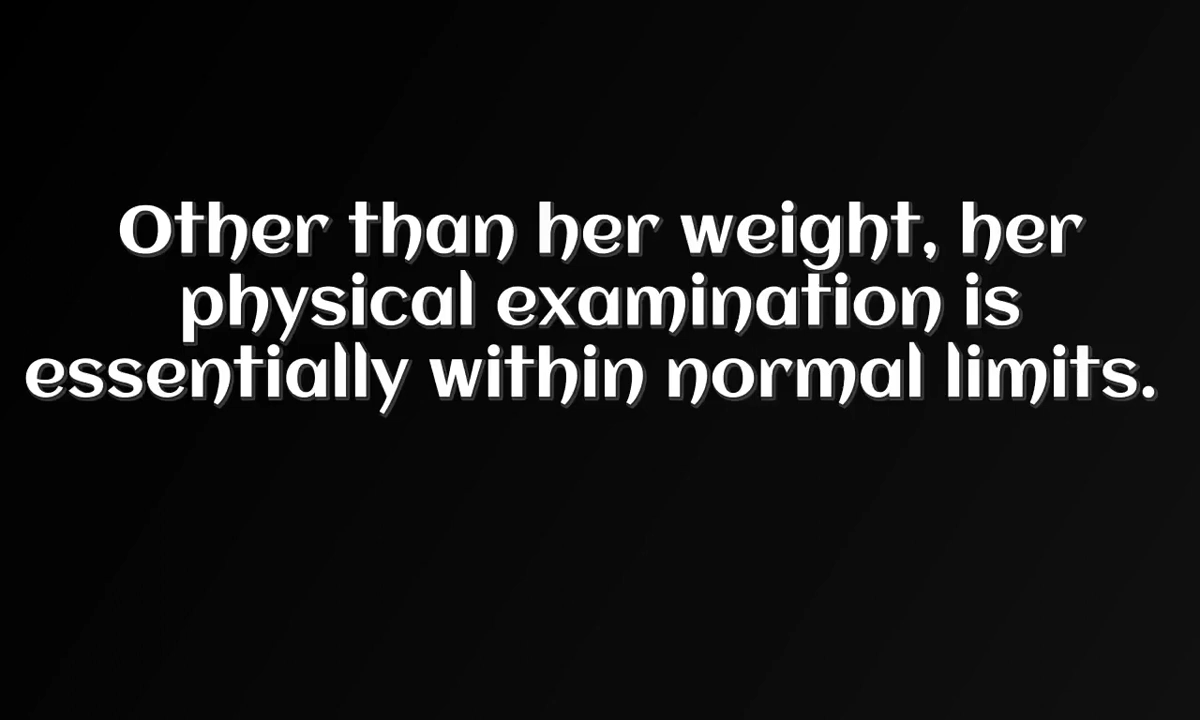 Other than her weight, her
physical examination is
essentially within normal limits.